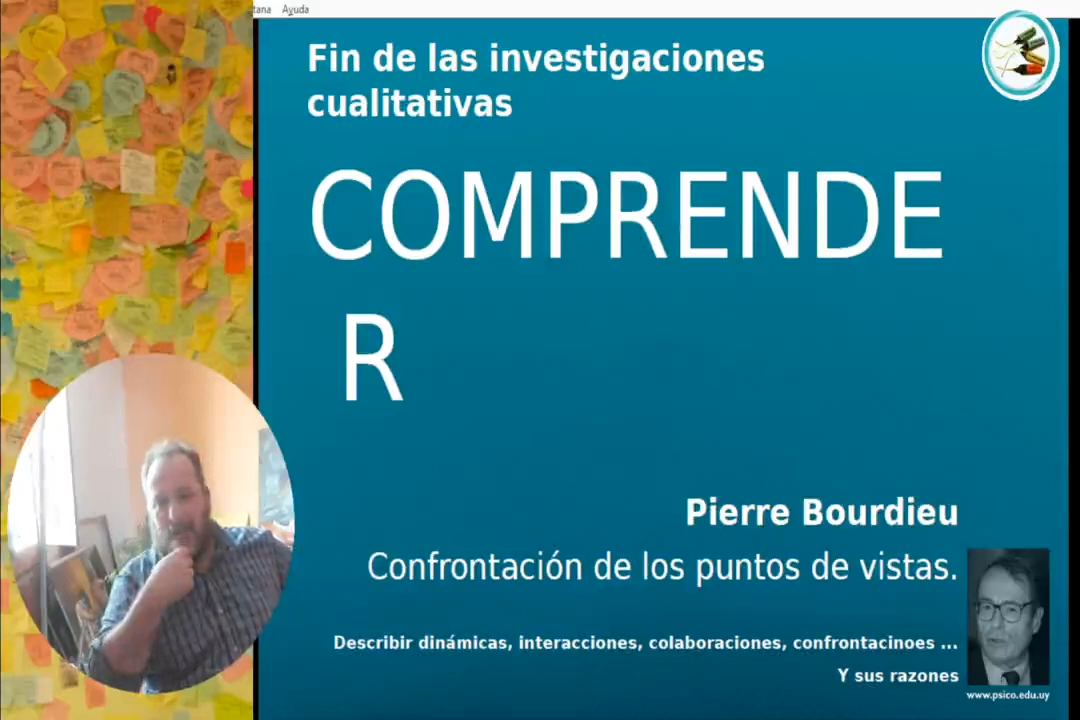 tana Ayuda
Fin de las investigaciones
cualitativas
COMPRENDE
R
Pierre Bourdieu
Confrontación de los puntos de vistas.
Describir dinámicas, interacciones, colaboraciones, confrontacinoes ...
Y sus razones
www.psico.edu.uy